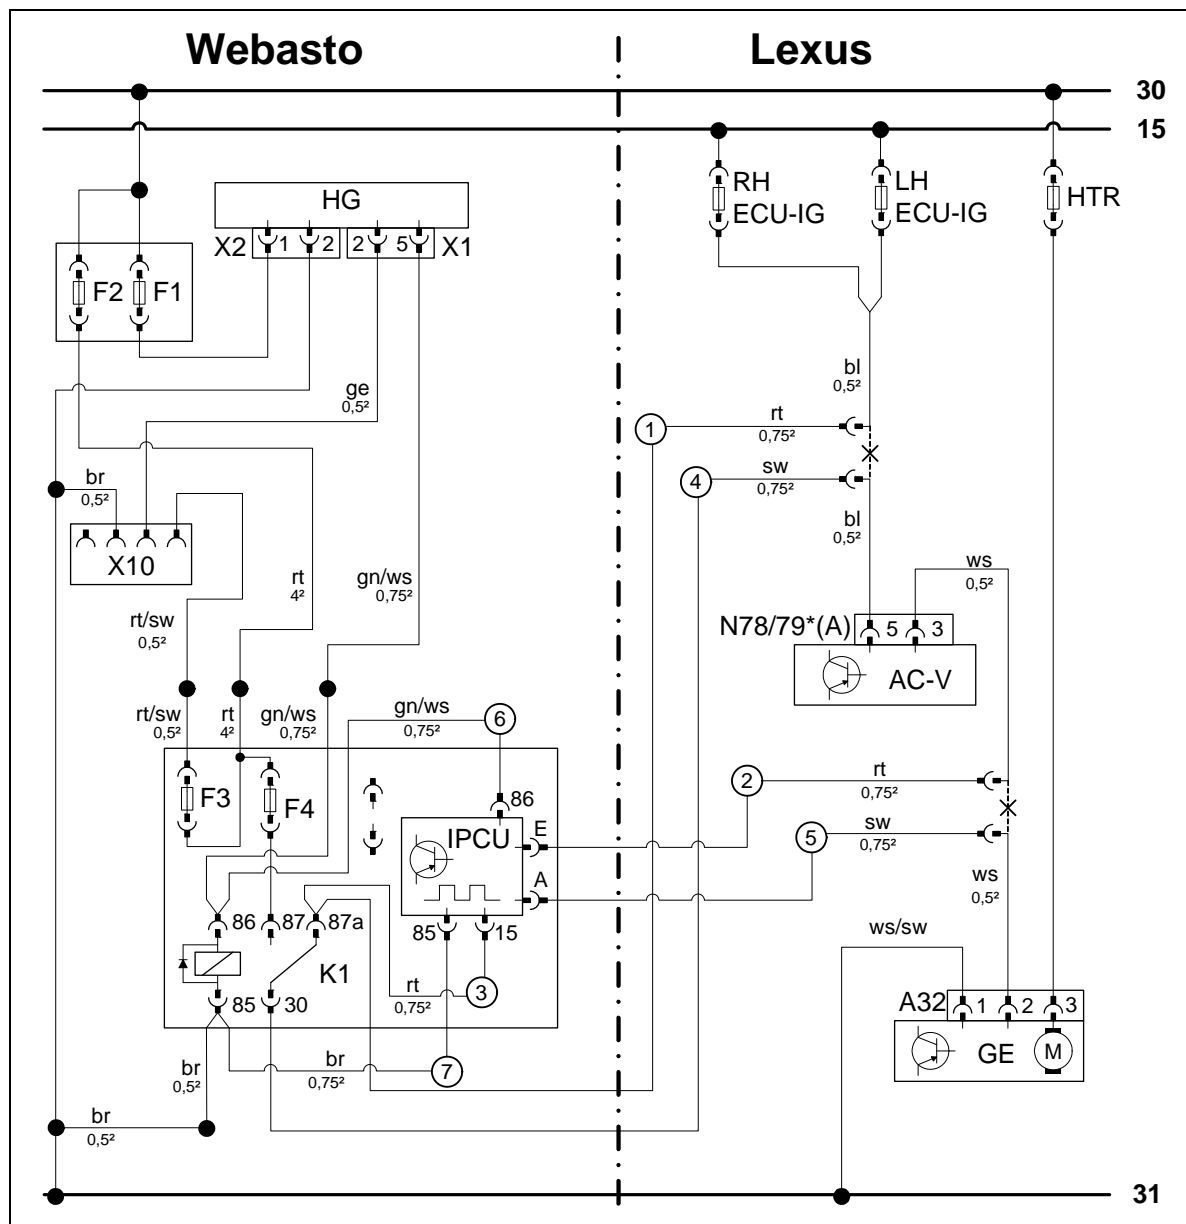 Webasto Lexus
30
15
HG
RH
ECU-IG
LH
ECU-IG
HTR
X2 1 2 2 5 X1
F2 F1
bl
0,5²
ge
0,5²
1 rt
0,75²
br
0,5²
4 sw
0,75²
bl
0,5²
X10
rt
4²
gn/ws
0,75²
ws
0,5²
rt/sw
0,5²
N78/79*(A) 5 3
AC-V
rt/sw
0,5²
rt
4²
gn/ws
0,75²
gn/ws
0,75²
6
2 rt
0,75²
F3 F4
86
IPCU E
5 sw
0,75²
A
ws
0,5²
86 87 87a
85 15
ws/sw
K1
rt
0,75²
3
85 30
A32 1 2 3
GE M
br
0,5²
br
0,75²
7
br
0,5²
31